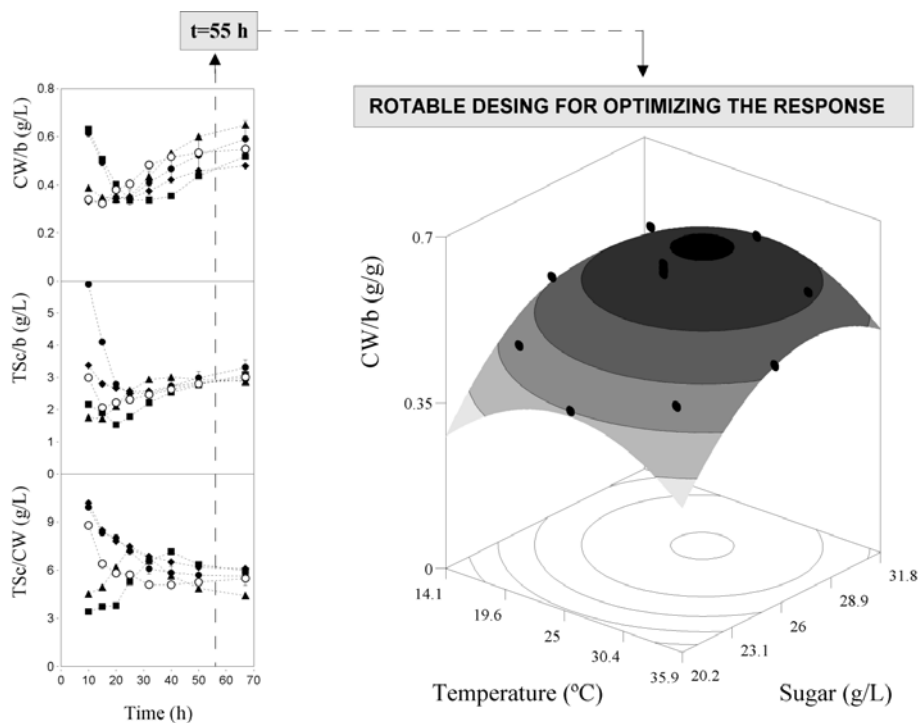 t=55 h
ROTABLE DESING FOR OPTIMIZING THE RESPONSE
CW/b (g/L)
0.8
0.6
0.4
0.2
0
TSc/b (g/L)
5
4
3
2
1
0
TSc/CW (g/L)
9
6
3
0
0 10 20 30 40 50 60 70
Time (h)
CW/b (g/g)
0.7
0.35
0
14.1
19.6
25
30.4
35.9
Temperature (ºC)
20.2
23.1
26
28.9
31.8
Sugar (g/L)